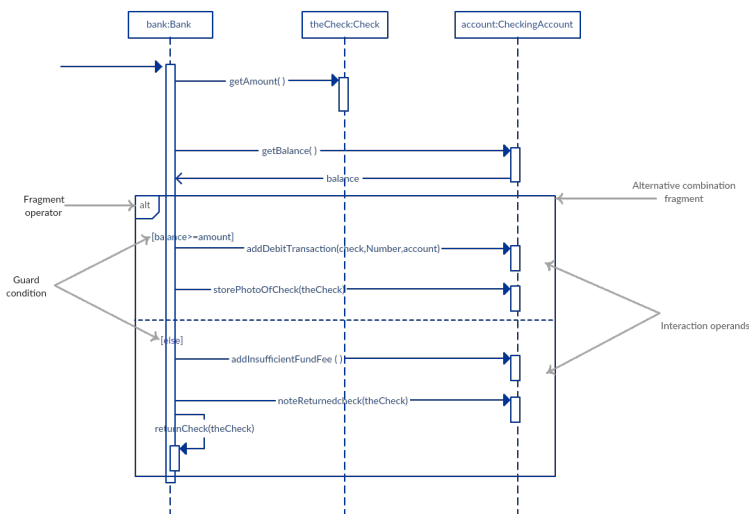 bank:Bank
theCheck:Check
account:CheckingAccount
getAmount( )
getBalance( )
balance
Fragment
operator
alt
Alternative combination
fragment
[balance>=amount]
addDebitTransaction(check,Number,account)
Guard
condition
storePhotoOfCheck(theCheck)
Interaction operands
[else]
addInsufficientFundFee ( )
noteReturnedcheck(theCheck)
returnCheck(theCheck)